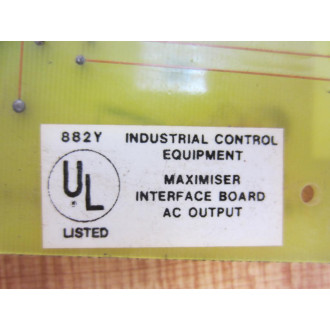 882Y
UL
LISTED
INDUSTRIAL CONTROL
EQUIPMENT
MAXIMISER
INTERFACE BOARD
AC OUTPUT